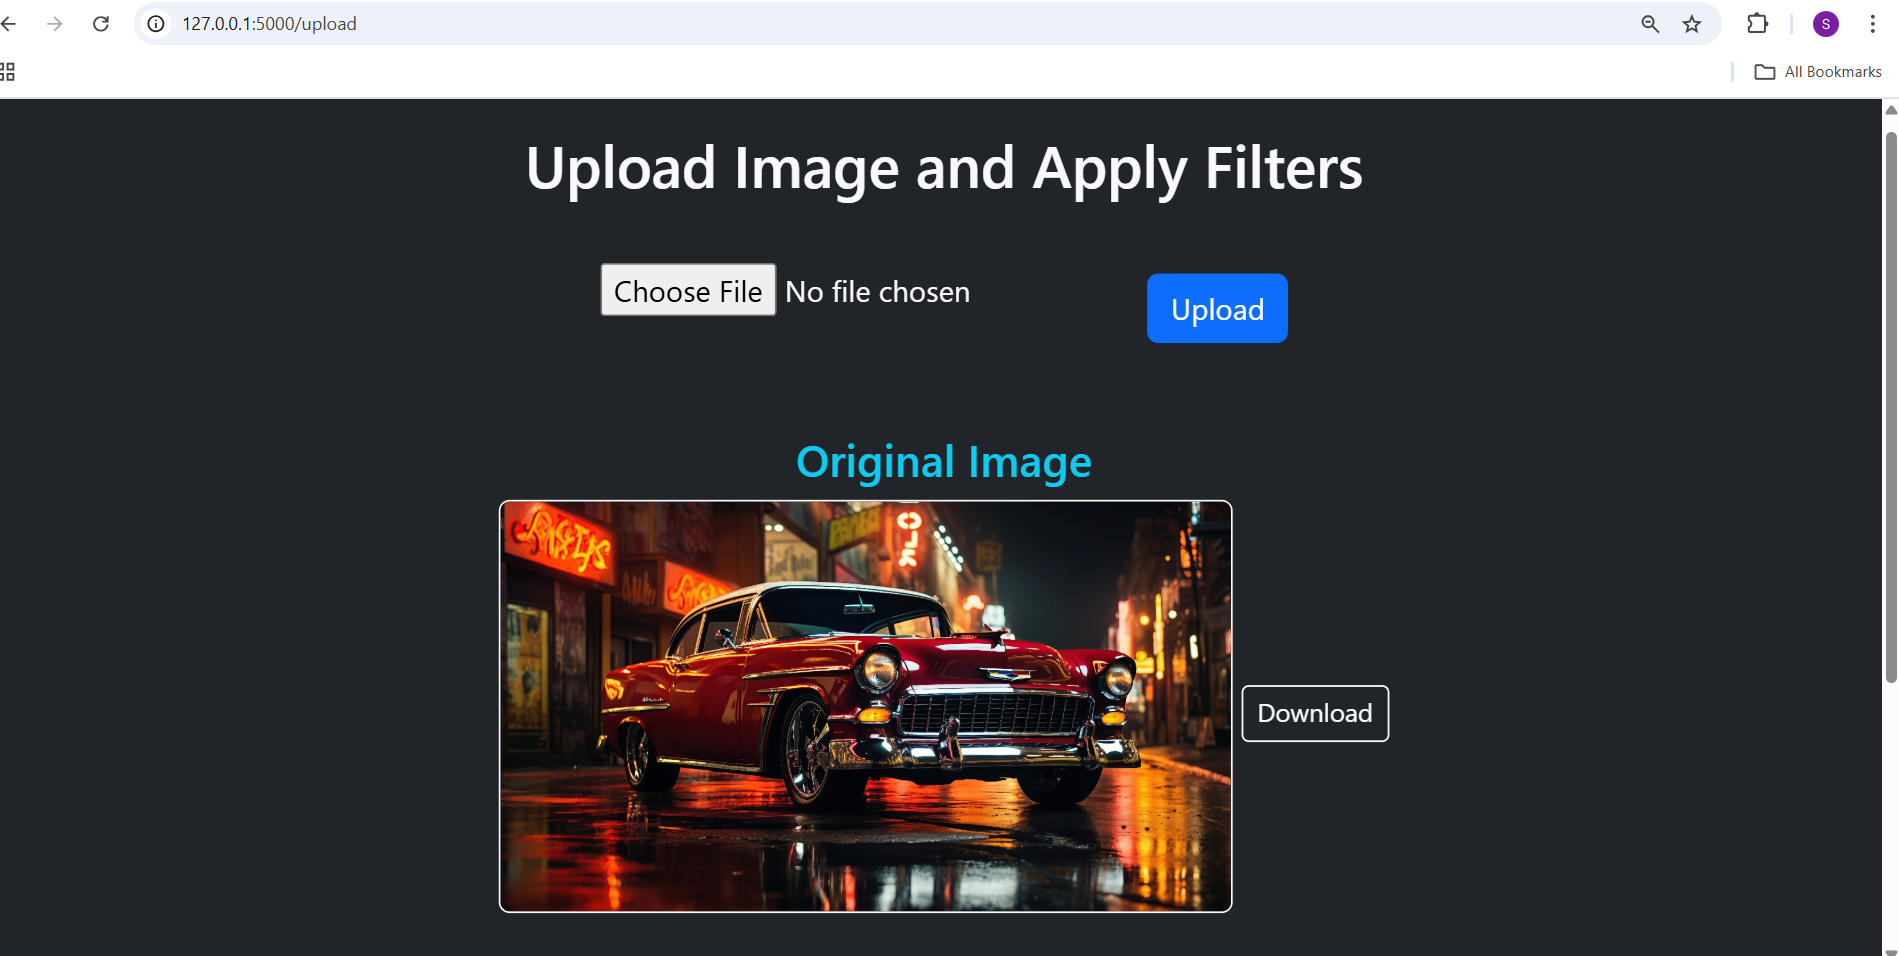 127.0.0.1:5000/upload
S
All Bookmarks
Upload Image and Apply Filters
Choose File No file chosen
Upload
Original Image
Download